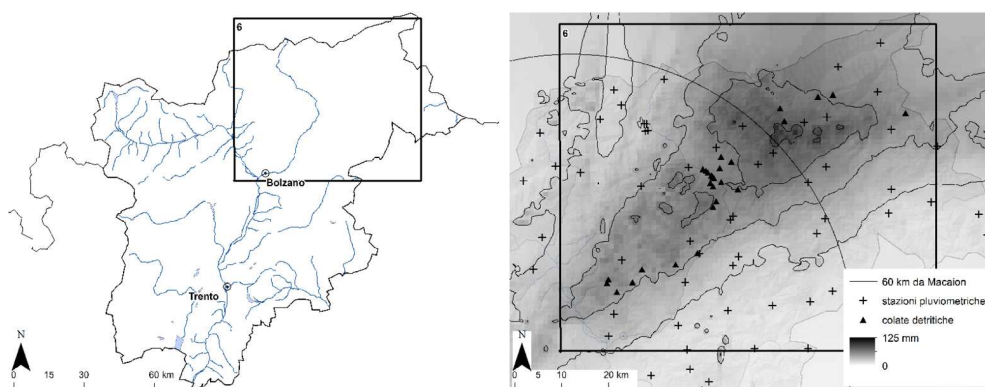 6
Bolzano
Trento
N
0 30 60 km
6
60 km da Macaion
stazioni pluviometriche
colate detritiche
125 mm
0
N
0 5 10 20 km